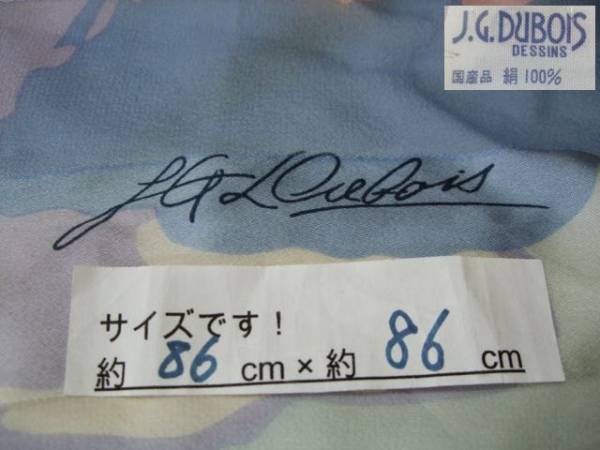 J.G.DUBOIS
DESSINS
国産品 絹 100%
J G Dubois
サイズです!
約 86 cm × 約 86 cm